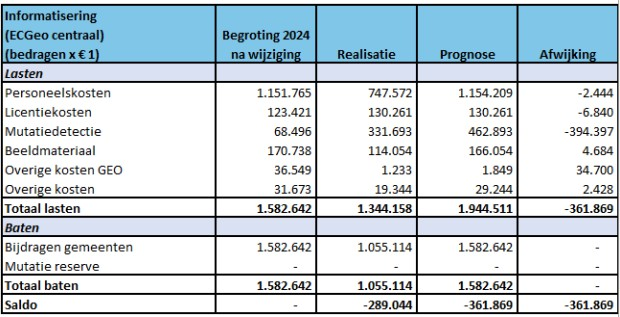 Informatisering
(ECGeo centraal)
(bedragen x € 1) Begroting 2024 na wijziging Realisatie Prognose Afwijking
Lasten
Personeelskosten 1.151.765 747.572 1.154.209 -2.444
Licentiekosten 123.421 130.261 130.261 -6.840
Mutatiedetectie 68.496 331.693 462.893 -394.397
Beeldmateriaal 170.738 114.054 166.054 4.684
Overige kosten GEO 36.549 1.233 1.849 34.700
Overige kosten 31.673 19.344 29.244 2.428
Totaal lasten 1.582.642 1.344.158 1.944.511 -361.869
Baten
Bijdragen gemeenten 1.582.642 1.055.114 1.582.642 -
Mutatie reserve - - - -
Totaal baten 1.582.642 1.055.114 1.582.642 -
Saldo - -289.044 -361.869 -361.869